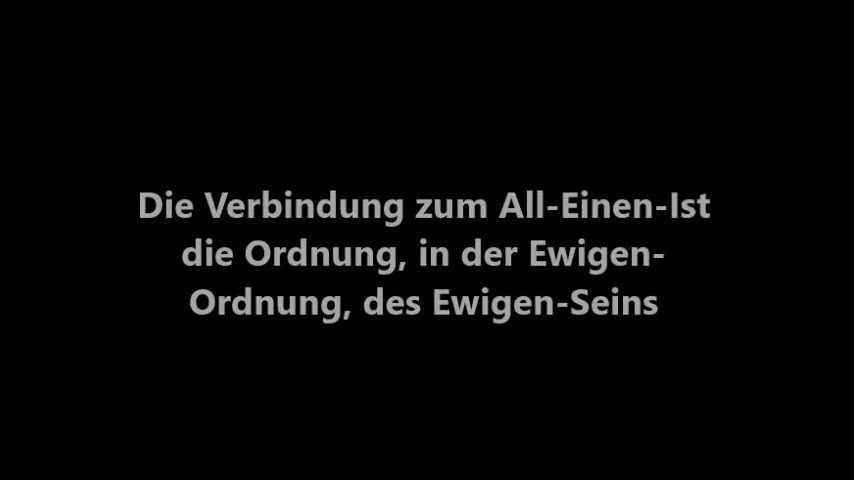 Die Verbindung zum All-Einen-Ist
die Ordnung, in der Ewigen-
Ordnung, des Ewigen-Seins